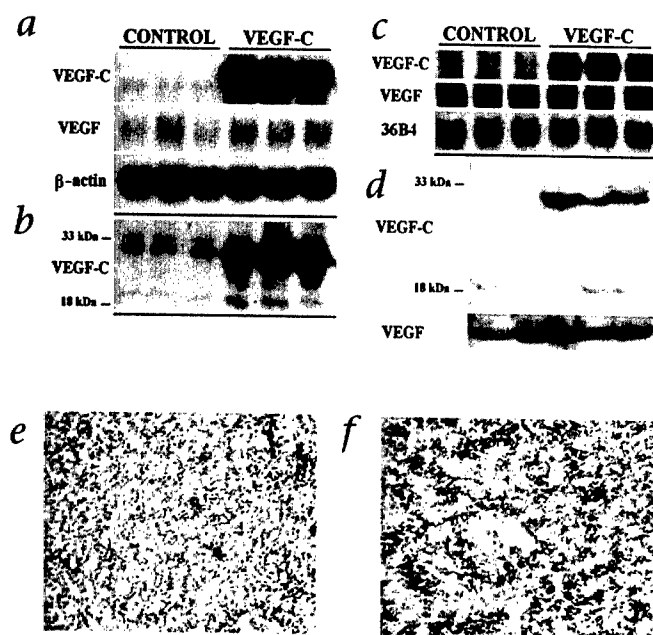 a
CONTROL VEGF-C
VEGF-C
VEGF
β-actin
b
33 kDa
VEGF-C
18 kDa
c
CONTROL VEGF-C
VEGF-C
VEGF
36B4
d
33 kDa
VEGF-C
18 kDa
VEGF
e
f